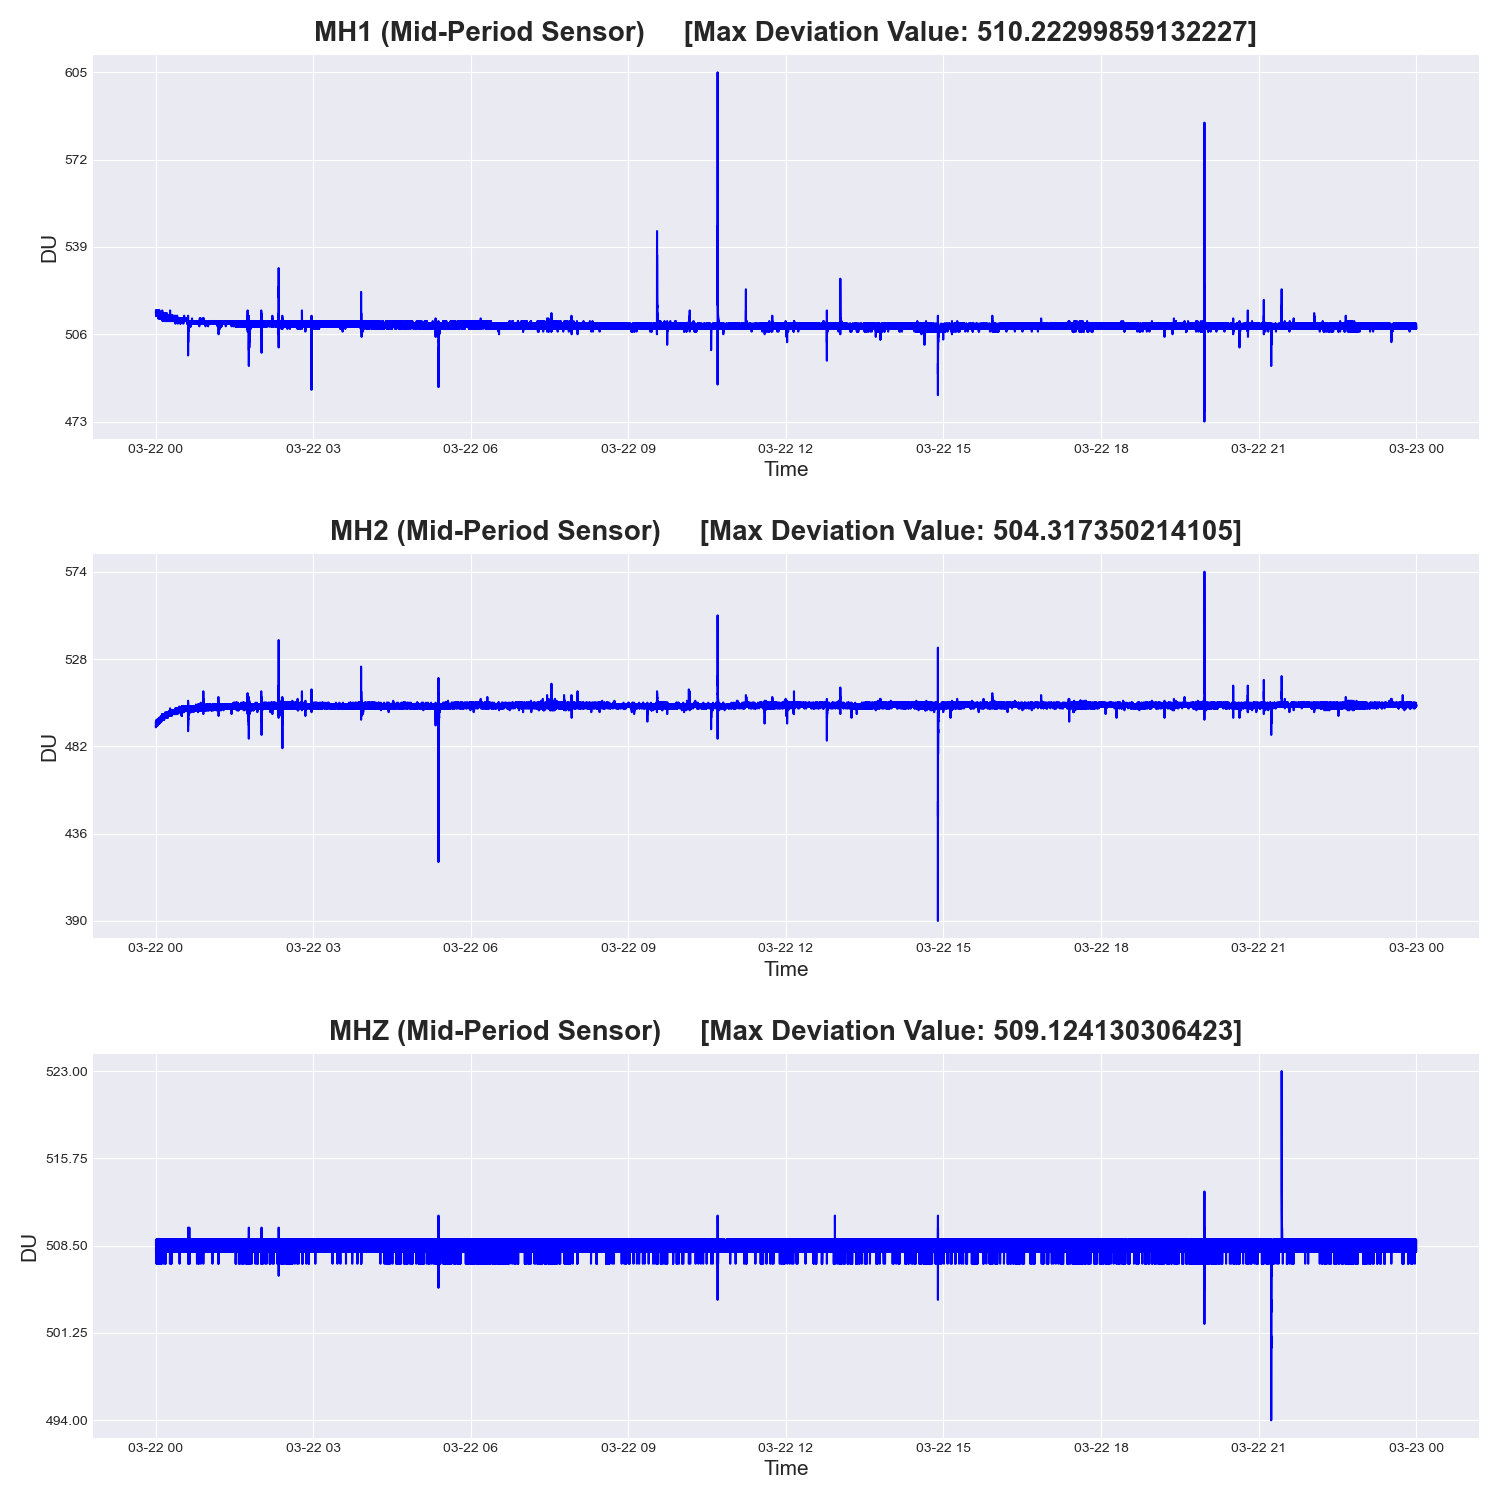 MH1 (Mid-Period Sensor) [Max Deviation Value: 510.22299859132227]
605
572
539
506
473
DU
03-22 00 03-22 03 03-22 06 03-22 09 03-22 12 03-22 15 03-22 18 03-22 21 03-23 00
Time
MH2 (Mid-Period Sensor) [Max Deviation Value: 504.317350214105]
574
528
482
436
390
DU
03-22 00 03-22 03 03-22 06 03-22 09 03-22 12 03-22 15 03-22 18 03-22 21 03-23 00
Time
MHZ (Mid-Period Sensor) [Max Deviation Value: 509.124130306423]
523.00
515.75
508.50
501.25
494.00
DU
03-22 00 03-22 03 03-22 06 03-22 09 03-22 12 03-22 15 03-22 18 03-22 21 03-23 00
Time